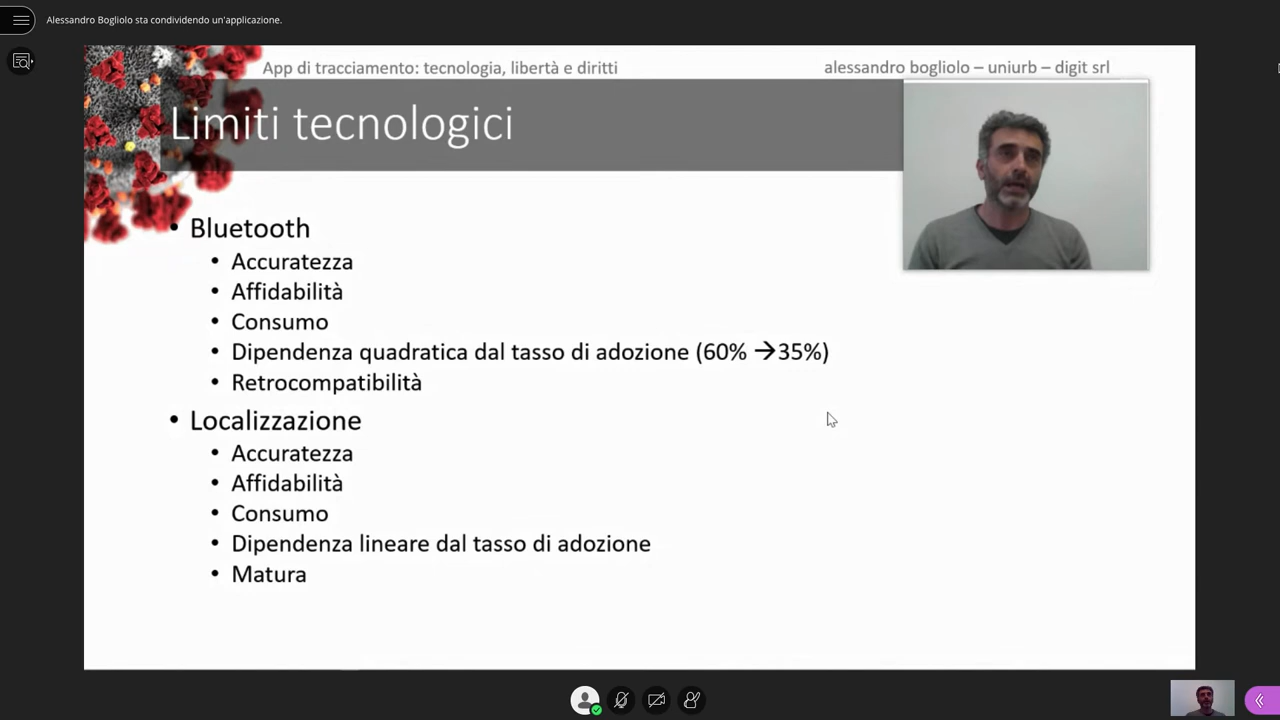 Alessandro Bogliolo sta condividendo un'applicazione.
App di tracciamento: tecnologia, libertà e diritti
alessandro bogliolo – uniurb – digit srl
Limiti tecnologici
• Bluetooth
• Accuratezza
• Affidabilità
• Consumo
• Dipendenza quadratica dal tasso di adozione (60% →35%)
• Retrocompatibilità
• Localizzazione
• Accuratezza
• Affidabilità
• Consumo
• Dipendenza lineare dal tasso di adozione
• Matura